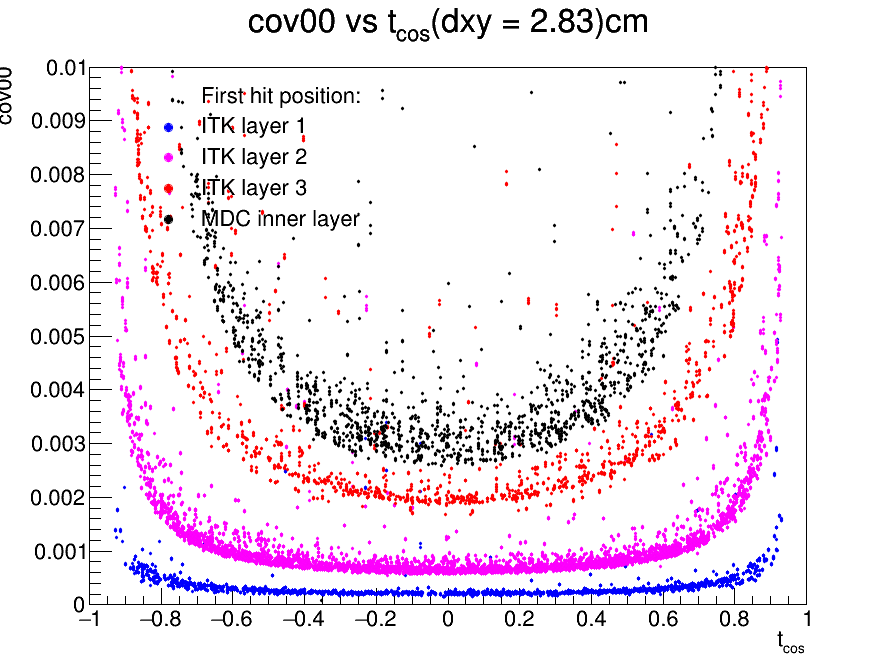 cov00 vs t_cos(dxy = 2.83)cm
cov00
0.01
0.009
0.008
0.007
0.006
0.005
0.004
0.003
0.002
0.001
0
First hit position:
ITK layer 1
ITK layer 2
ITK layer 3
MDC inner layer
−1 −0.8 −0.6 −0.4 −0.2 0 0.2 0.4 0.6 0.8 1
t_cos